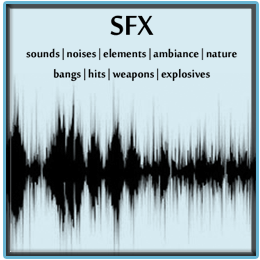 SFX
sounds | noises | elements | ambiance | nature
bangs | hits | weapons | explosives